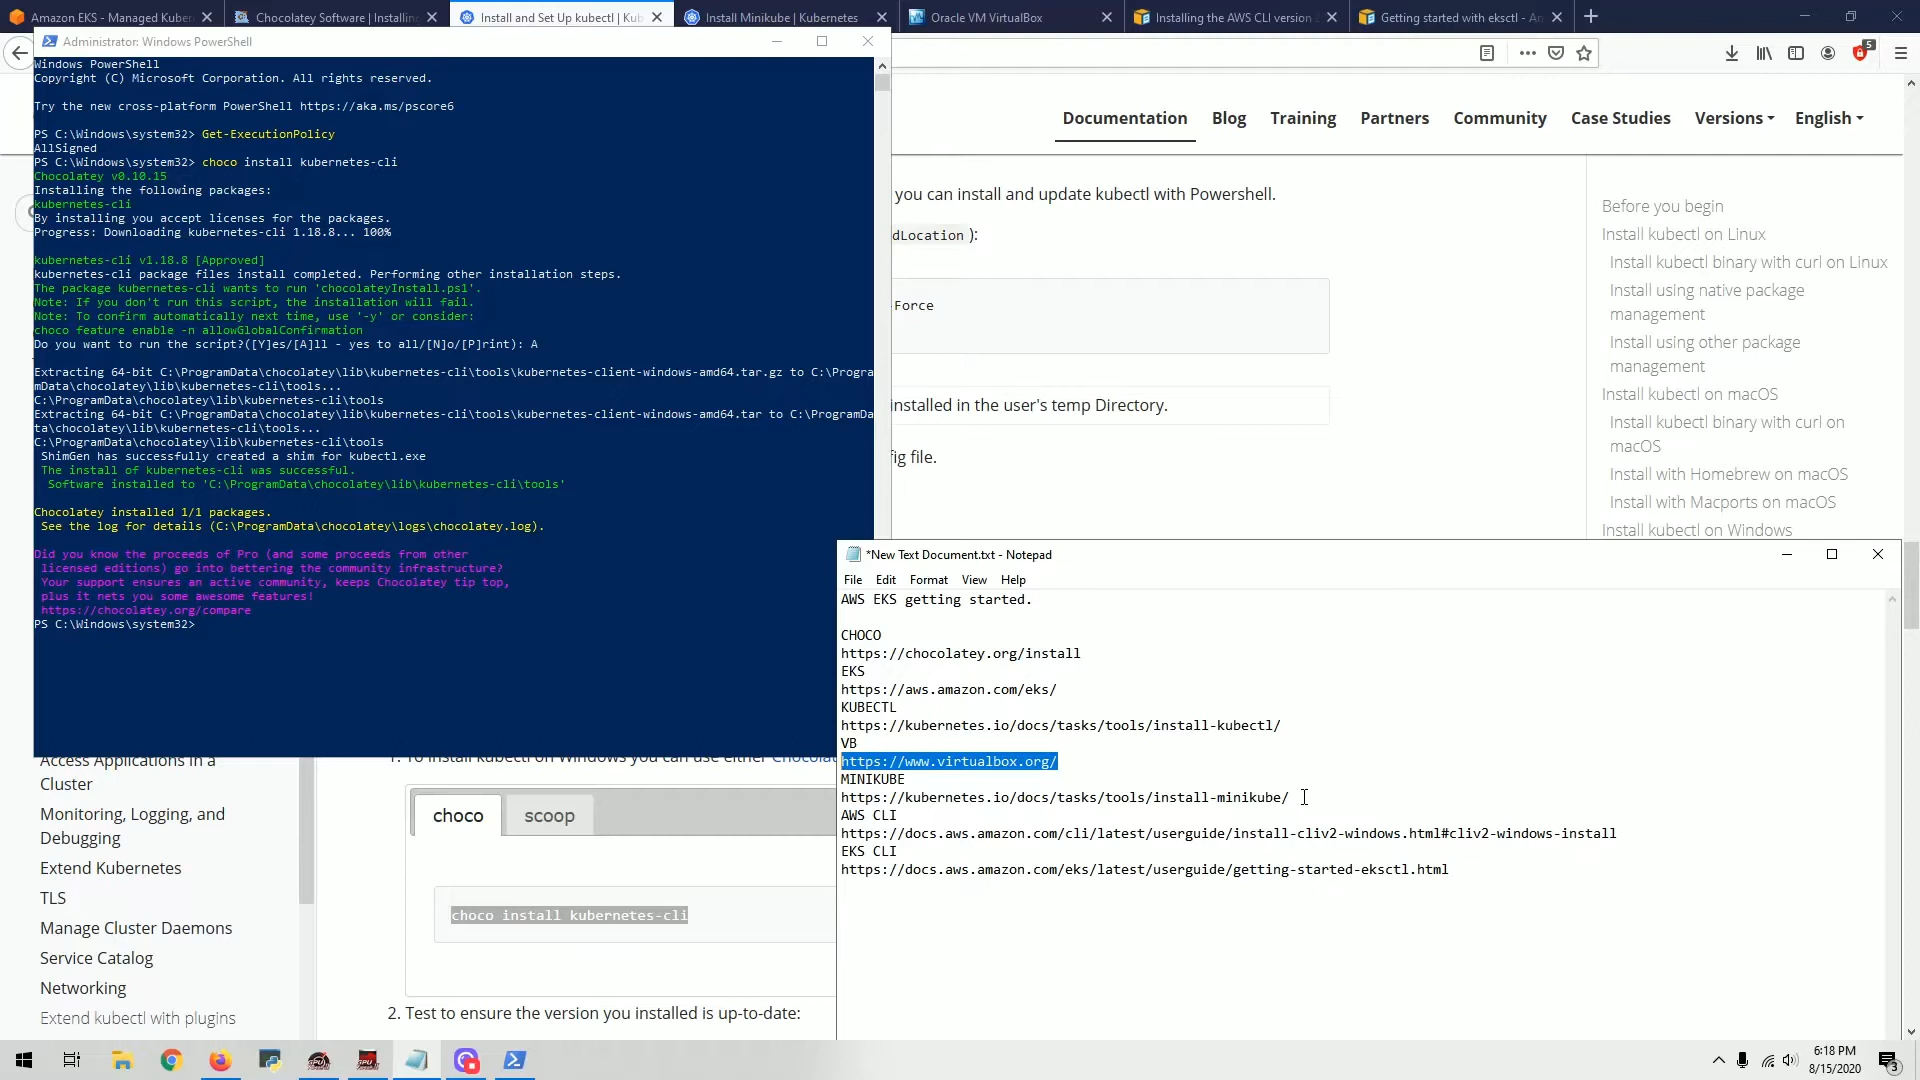 Amazon EKS - Managed Kuber
Chocolatey Software | Installin
Install and Set Up kubectl | Kub
Install Minikube | Kubernetes
Oracle VM VirtualBox
Installing the AWS CLI version
Getting started with eksctl - Am
Administrator: Windows PowerShell
5
Windows PowerShell
Copyright (C) Microsoft Corporation. All rights reserved.
Try the new cross-platform PowerShell https://aka.ms/pscore6
PS C:\Windows\system32> Get-ExecutionPolicy
AllSigned
PS C:\Windows\system32> choco install kubernetes-cli
Chocolatey v0.10.15
Installing the following packages:
kubernetes-cli
By installing you accept licenses for the packages.
Progress: Downloading kubernetes-cli 1.18.8... 100%
kubernetes-cli v1.18.8 [Approved]
kubernetes-cli package files install completed. Performing other installation steps.
The package kubernetes-cli wants to run 'chocolateyInstall.ps1'.
Note: If you don't run this script, the installation will fail.
Note: To confirm automatically next time, use '-y' or consider:
choco feature enable -n allowGlobalConfirmation
Do you want to run the script?([Y]es/[A]ll - yes to all/[N]o/[P]rint): A
Extracting 64-bit C:\ProgramData\chocolatey\lib\kubernetes-cli\tools\kubernetes-client-windows-amd64.tar.gz to C:\Progra
mData\chocolatey\lib\kubernetes-cli\tools...
C:\ProgramData\chocolatey\lib\kubernetes-cli\tools
Extracting 64-bit C:\ProgramData\chocolatey\lib\kubernetes-cli\tools\kubernetes-client-windows-amd64.tar to C:\ProgramDa
ta\chocolatey\lib\kubernetes-cli\tools...
C:\ProgramData\chocolatey\lib\kubernetes-cli\tools
ShimGen has successfully created a shim for kubectl.exe
The install of kubernetes-cli was successful.
Software installed to 'C:\ProgramData\chocolatey\lib\kubernetes-cli\tools'
Chocolatey installed 1/1 packages.
See the log for details (C:\ProgramData\chocolatey\logs\chocolatey.log).
Did you know the proceeds of Pro (and some proceeds from other
licensed editions) go into bettering the community infrastructure?
Your support ensures an active community, keeps Chocolatey tip top,
plus it nets you some awesome features!
https://chocolatey.org/compare
PS C:\Windows\system32>
Documentation Blog Training Partners Community Case Studies Versions English
you can install and update kubectl with Powershell.
dLocation ):
-Force
installed in the user's temp Directory.
fig file.
Before you begin
Install kubectl on Linux
Install kubectl binary with curl on Linux
Install using native package
management
Install using other package
management
Install kubectl on macOS
Install kubectl binary with curl on
macOS
Install with Homebrew on macOS
Install with Macports on macOS
Install kubectl on Windows
*New Text Document.txt - Notepad
File Edit Format View Help
AWS EKS getting started.
CHOCO
https://chocolatey.org/install
EKS
https://aws.amazon.com/eks/
KUBECTL
https://kubernetes.io/docs/tasks/tools/install-kubectl/
VB
https://www.virtualbox.org/
MINIKUBE
https://kubernetes.io/docs/tasks/tools/install-minikube/
AWS CLI
https://docs.aws.amazon.com/cli/latest/userguide/install-cliv2-windows.html#cliv2-windows-install
EKS CLI
https://docs.aws.amazon.com/eks/latest/userguide/getting-started-eksctl.html
Access Applications in a
Cluster
Monitoring, Logging, and
Debugging
Extend Kubernetes
TLS
Manage Cluster Daemons
Service Catalog
Networking
Extend kubectl with plugins
1. To install kubectl on Windows you can use either Chocolat
choco scoop
choco install kubernetes-cli
2. Test to ensure the version you installed is up-to-date:
6:18 PM
8/15/2020
3